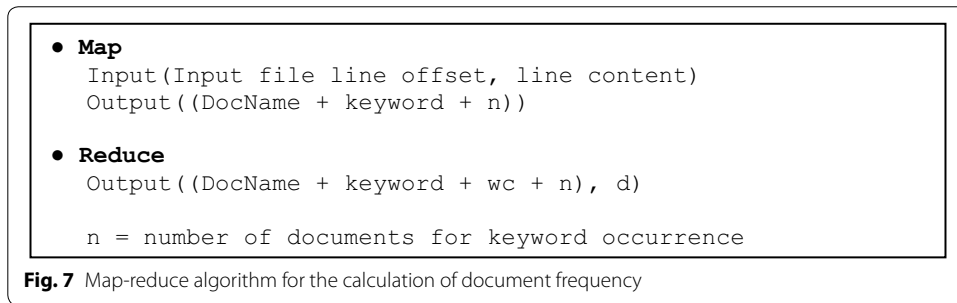 ● Map
Input(Input file line offset, line content)
Output((DocName + keyword + n))
● Reduce
Output((DocName + keyword + wc + n), d)
n = number of documents for keyword occurrence
Fig. 7 Map-reduce algorithm for the calculation of document frequency